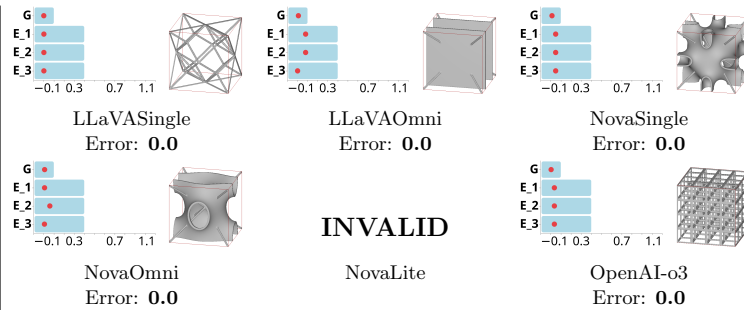 G
E_1
E_2
E_3
−0.1 0.3 0.7 1.1
LLaVASingle
Error: 0.0
G
E_1
E_2
E_3
−0.1 0.3 0.7 1.1
LLaVAOmni
Error: 0.0
G
E_1
E_2
E_3
−0.1 0.3 0.7 1.1
NovaSingle
Error: 0.0
G
E_1
E_2
E_3
−0.1 0.3 0.7 1.1
NovaOmni
Error: 0.0
INVALID
NovaLite
G
E_1
E_2
E_3
−0.1 0.3 0.7 1.1
OpenAI-o3
Error: 0.0